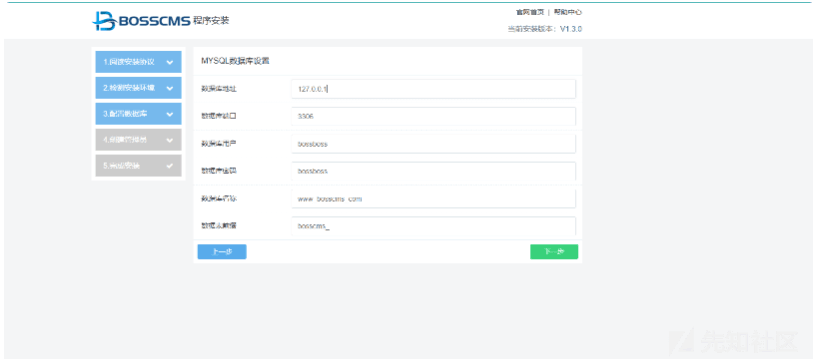 BOSSCMS 程序安装
官网首页 | 帮助中心
当前安装版本：V1.3.0
1.阅读安装协议
2.检测安装环境
3.配置数据库
4.创建管理员
5.完成安装
MYSQL数据库设置
数据库地址 127.0.0.1
数据库端口 3306
数据库用户 bossboss
数据库密码 bossboss
数据库名称 www_bosscms_com
数据表前缀 bosscms_
上一步
下一步
先知社区